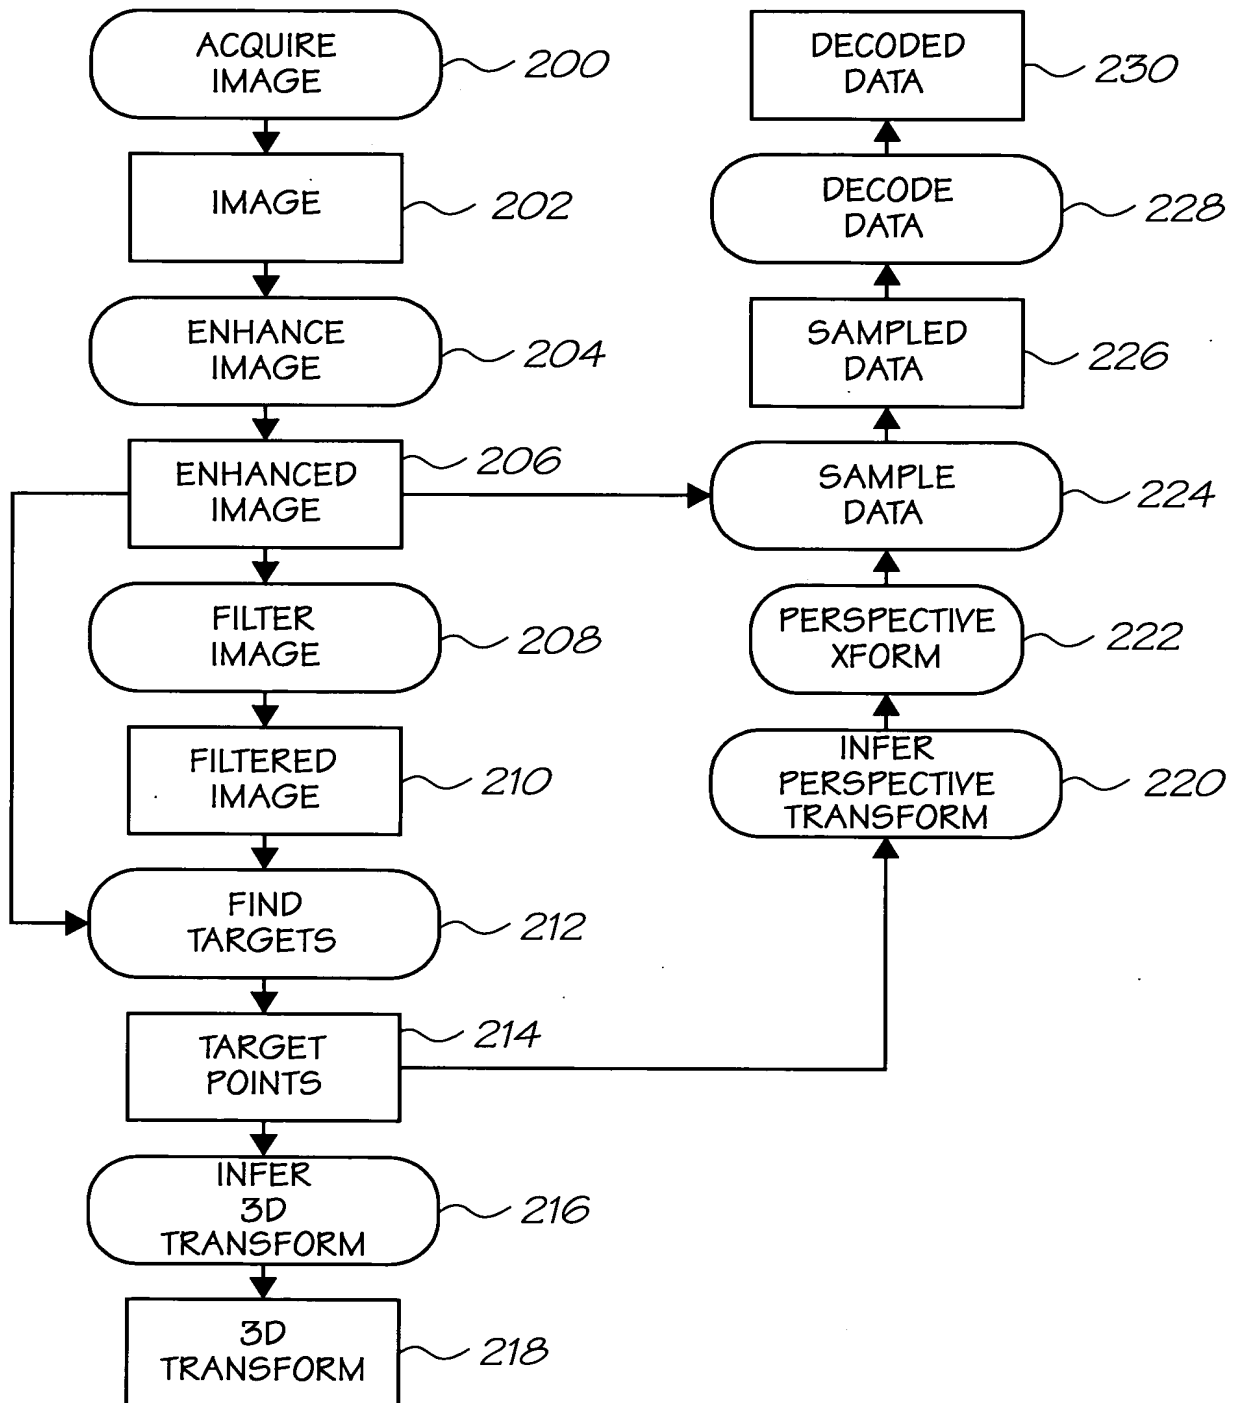 ACQUIRE
IMAGE
200
IMAGE
202
ENHANCE
IMAGE
204
ENHANCED
IMAGE
206
FILTER
IMAGE
208
FILTERED
IMAGE
210
FIND
TARGETS
212
TARGET
POINTS
214
INFER
3D
TRANSFORM
216
3D
TRANSFORM
218
DECODED
DATA
230
DECODE
DATA
228
SAMPLED
DATA
226
SAMPLE
DATA
224
PERSPECTIVE
XFORM
222
INFER
PERSPECTIVE
TRANSFORM
220